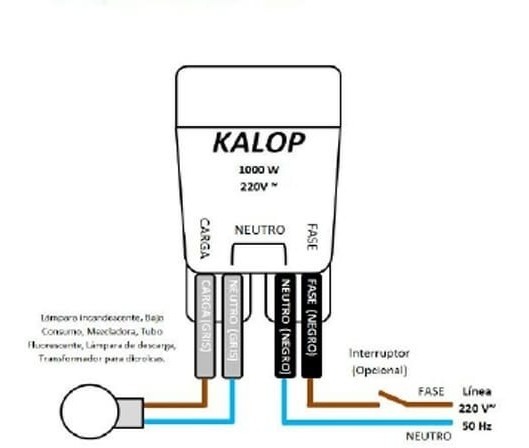 KALOP
1000 W
220V ~
CARGA
NEUTRO
FASE
CARGA (GRIS)
NEUTRO (GRIS)
NEUTRO (NEGRO)
FASE (NEGRO)
Lámpara incandescente, Bajo
Consumo, Mezcladora, Tubo
Fluorescente, Lámpara de descarga,
Transformador para dicroicas.
Interruptor
(Opcional)
FASE
Línea
220 V~
50 Hz
NEUTRO